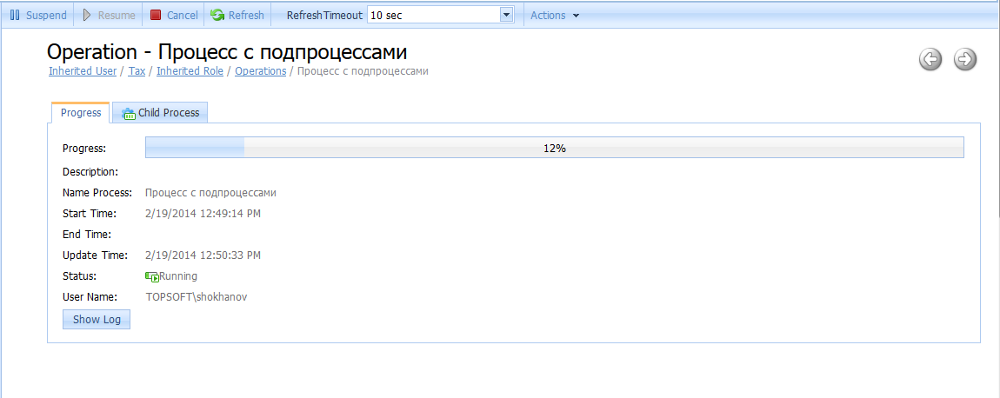 Suspend Resume Cancel Refresh RefreshTimeout 10 sec Actions
Operation - Процесс с подпроцессами
Inherited User / Tax / Inherited Role / Operations / Процесс с подпроцессами
Progress Child Process
Progress: 12%
Description:
Name Process: Процесс с подпроцессами
Start Time: 2/19/2014 12:49:14 PM
End Time:
Update Time: 2/19/2014 12:50:33 PM
Status: Running
User Name: TOPSOFT\shokhanov
Show Log